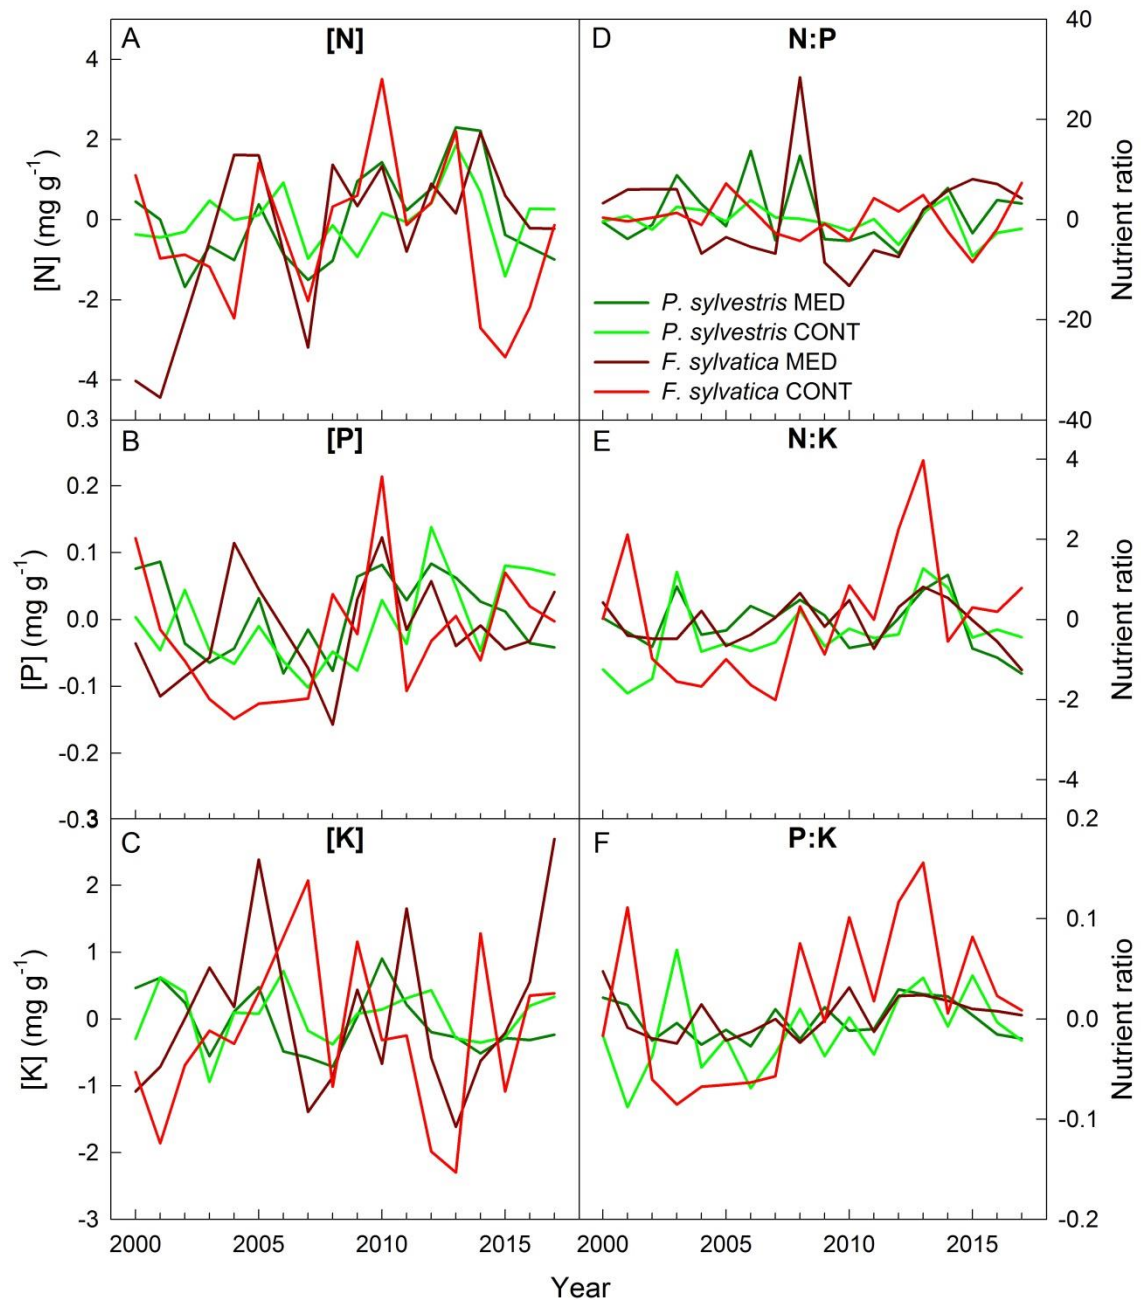 A
[N]
[N] (mg g-1)
4
2
0
-2
-4
D
N:P
40
20
0
-20
-40
Nutrient ratio
P. sylvestris MED
P. sylvestris CONT
F. sylvatica MED
F. sylvatica CONT
B
[P]
[P] (mg g-1)
0.3
0.2
0.1
0.0
-0.1
-0.2
-0.3
E
N:K
4
2
0
-2
-4
Nutrient ratio
C
[K]
[K] (mg g-1)
3
2
1
0
-1
-2
-3
2000 2005 2010 2015
F
P:K
0.2
0.1
0.0
-0.1
-0.2
Nutrient ratio
2000 2005 2010 2015
Year